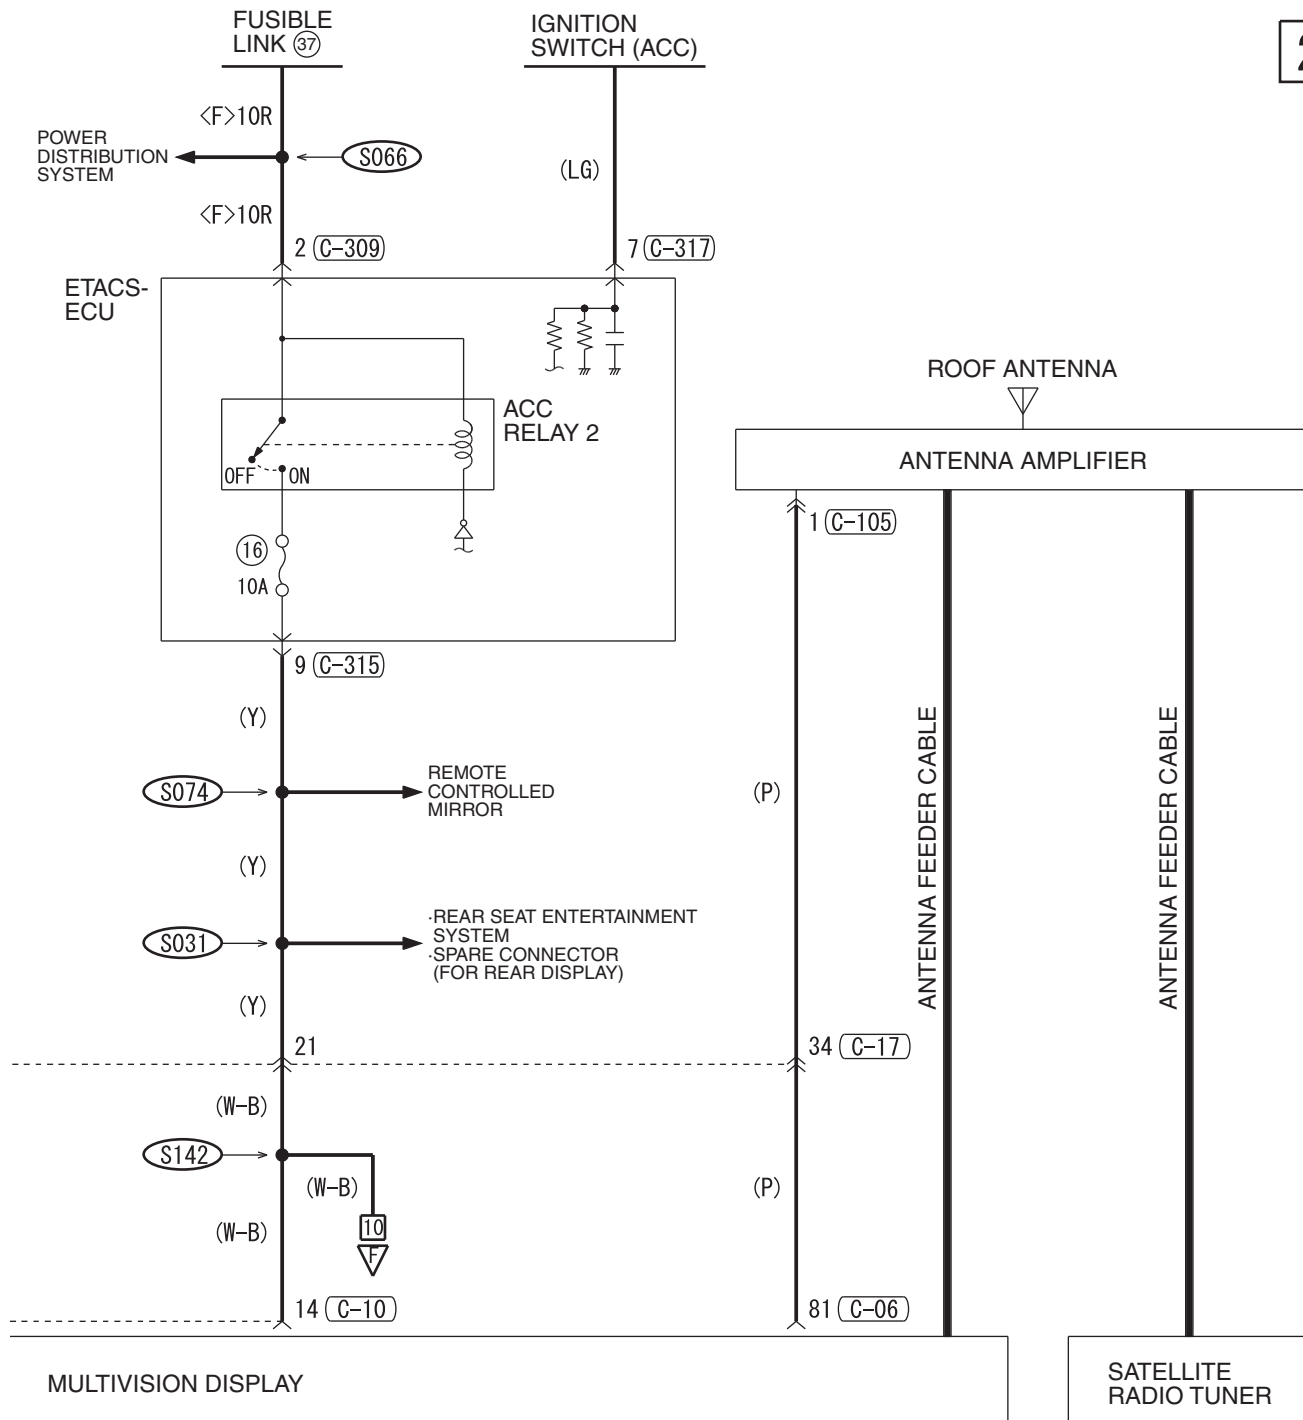 FUSIBLE
LINK ㊲
IGNITION
SWITCH (ACC)
2
<F>10R
POWER
DISTRIBUTION
SYSTEM
S066
(LG)
<F>10R
2 (C-309)
7 (C-317)
ETACS-
ECU
ROOF ANTENNA
ACC
RELAY 2
ANTENNA AMPLIFIER
OFF
ON
1 (C-105)
⑯
10A
9 (C-315)
(Y)
S074
REMOTE
CONTROLLED
MIRROR
(P)
ANTENNA FEEDER CABLE
ANTENNA FEEDER CABLE
(Y)
S031
·REAR SEAT ENTERTAINMENT
SYSTEM
·SPARE CONNECTOR
(FOR REAR DISPLAY)
(Y)
21
34 (C-17)
(W-B)
S142
(W-B)
(P)
(W-B)
10
F
14 (C-10)
81 (C-06)
MULTIVISION DISPLAY
SATELLITE
RADIO TUNER